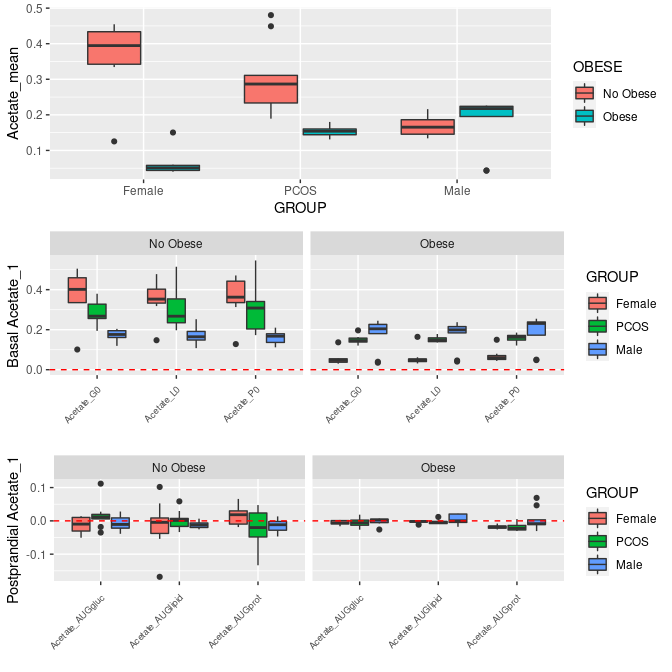 Acetate_mean
0.5
0.4
0.3
0.2
0.1
Female PCOS Male
GROUP
OBESE
No Obese
Obese
Basal Acetate_1
No Obese Obese
0.4
0.2
0.0
Acetate_G0 Acetate_L0 Acetate_P0 Acetate_G0 Acetate_L0 Acetate_P0
GROUP
Female
PCOS
Male
Postprandial Acetate_1
No Obese Obese
0.1
0.0
-0.1
Acetate_AUGgluc Acetate_AUGlipid Acetate_AUGprot Acetate_AUGgluc Acetate_AUGlipid Acetate_AUGprot
GROUP
Female
PCOS
Male